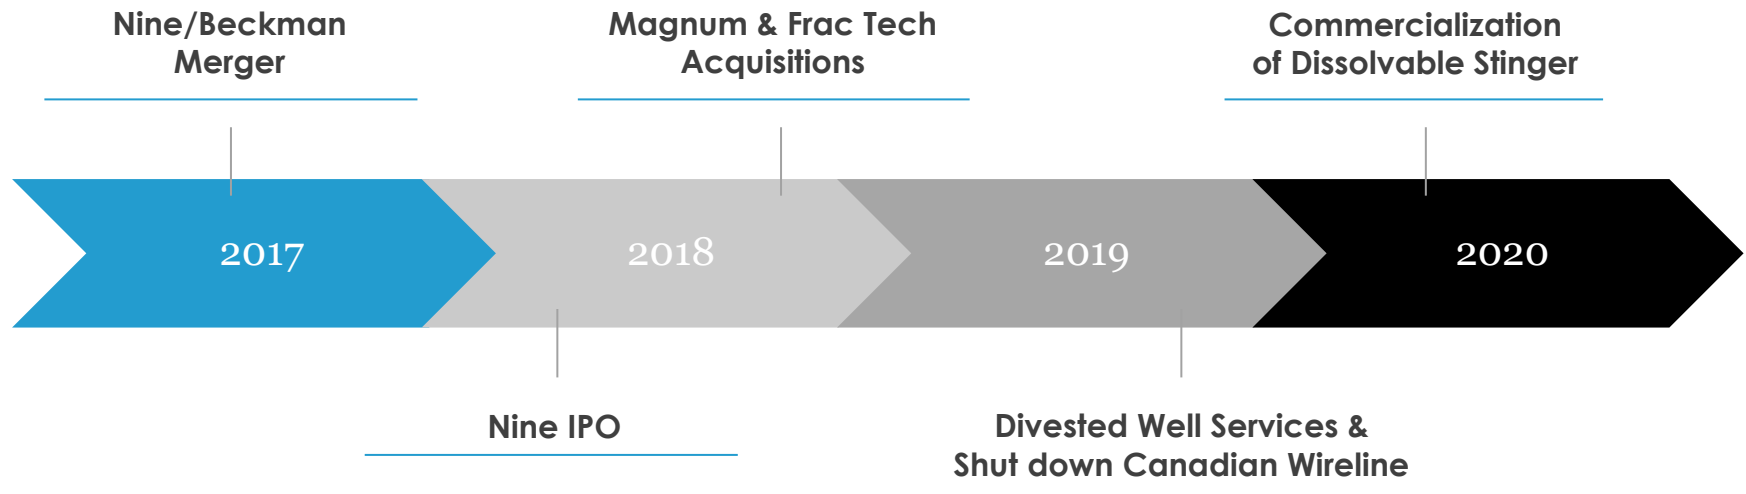 Nine/Beckman
Merger
Magnum & Frac Tech
Acquisitions
Commercialization
of Dissolvable Stinger
2017
2018
2019
2020
Nine IPO
Divested Well Services &
Shut down Canadian Wireline